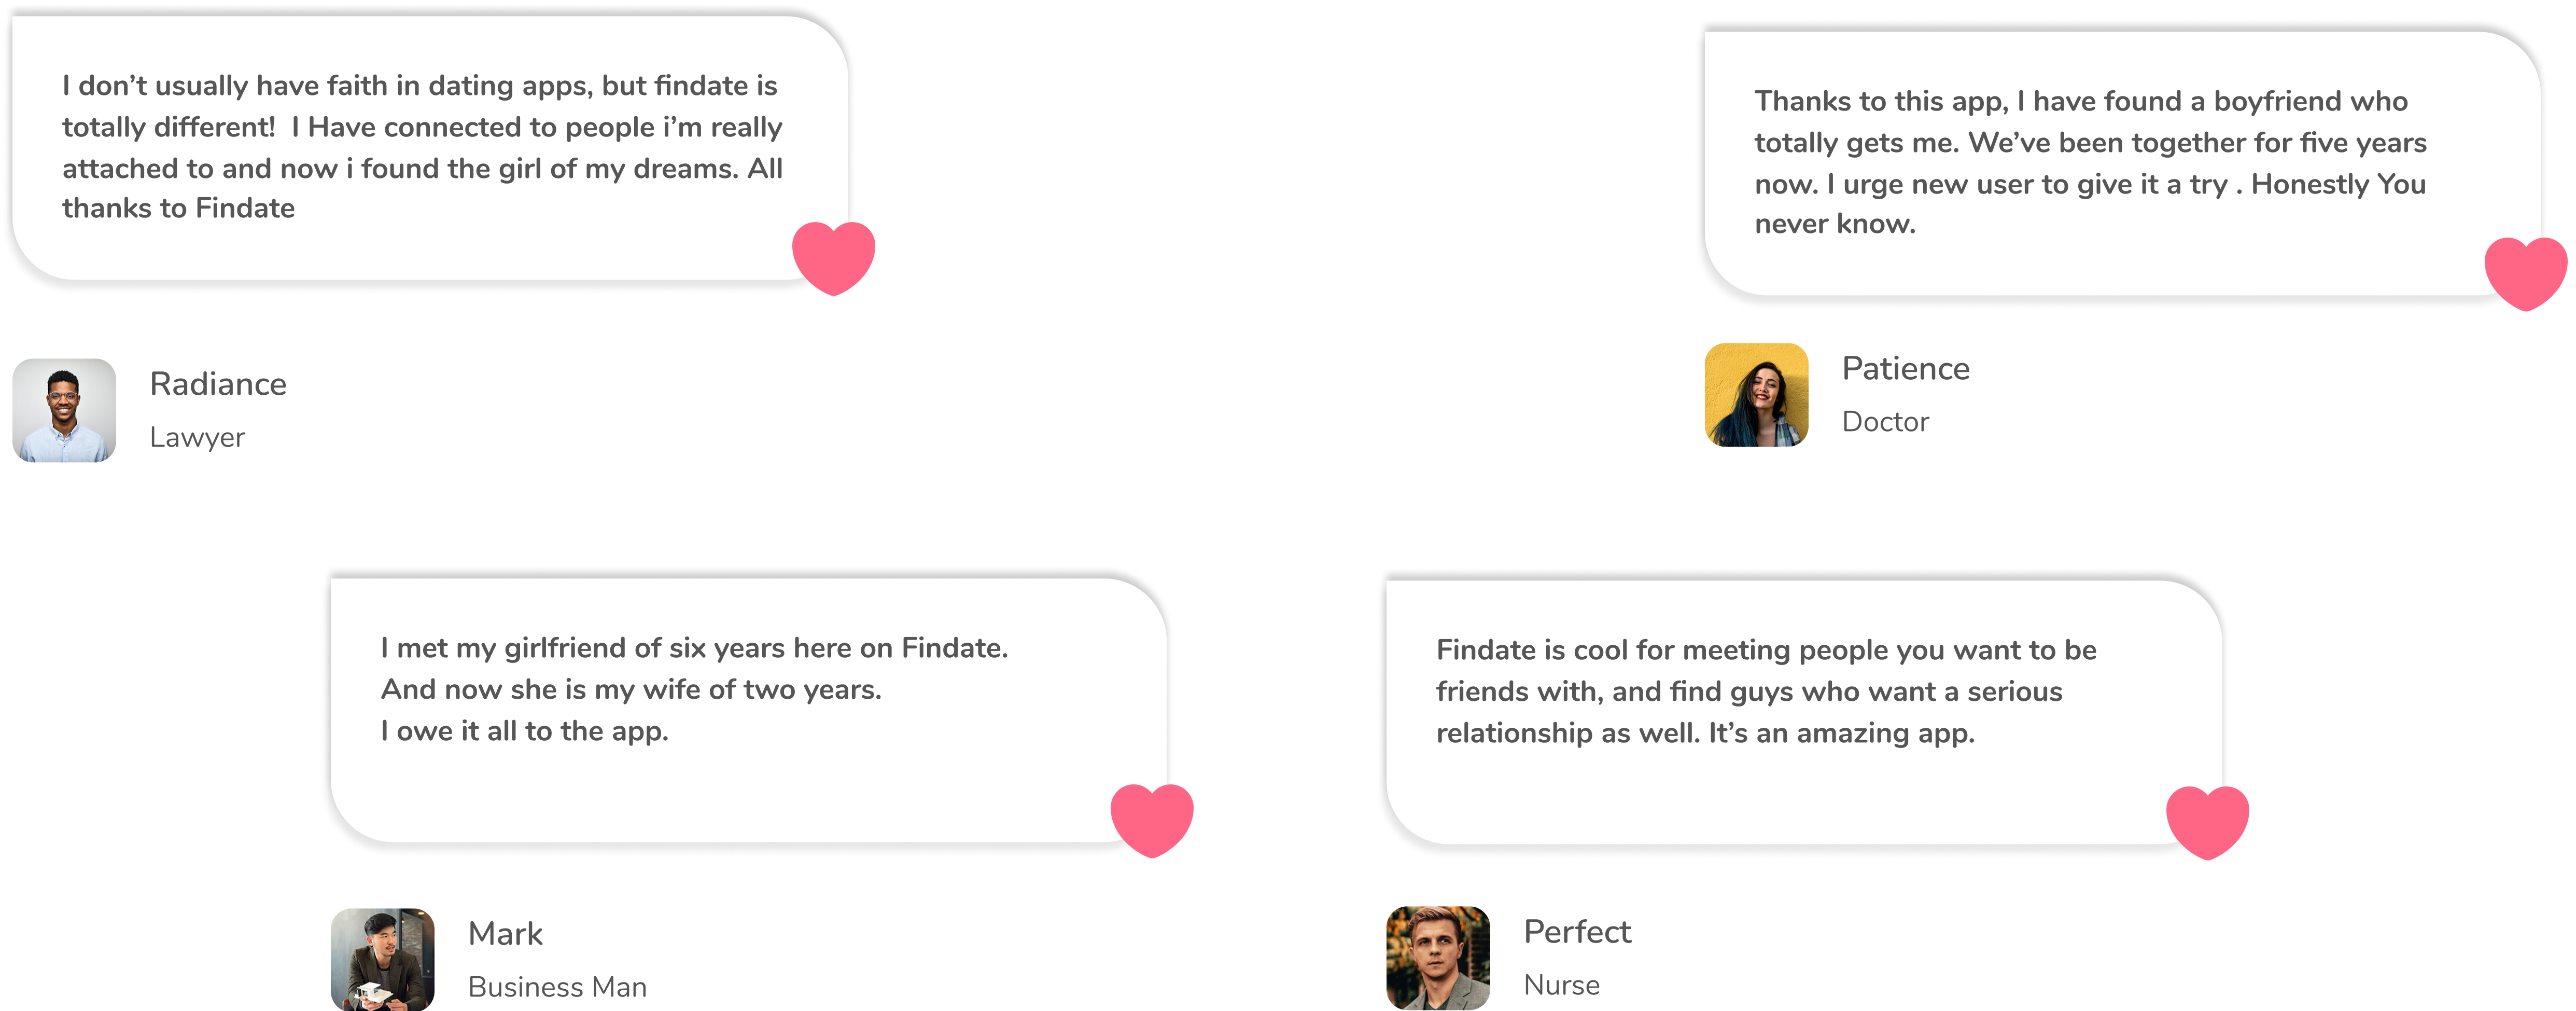 I don’t usually have faith in dating apps, but findate is
totally different!  I Have connected to people i’m really
attached to and now i found the girl of my dreams. All
thanks to Findate
Radiance
Lawyer
Thanks to this app, I have found a boyfriend who
totally gets me. We’ve been together for five years
now. I urge new user to give it a try . Honestly You
never know.
Patience
Doctor
I met my girlfriend of six years here on Findate.
And now she is my wife of two years.
I owe it all to the app.
Mark
Business Man
Findate is cool for meeting people you want to be
friends with, and find guys who want a serious
relationship as well. It’s an amazing app.
Perfect
Nurse